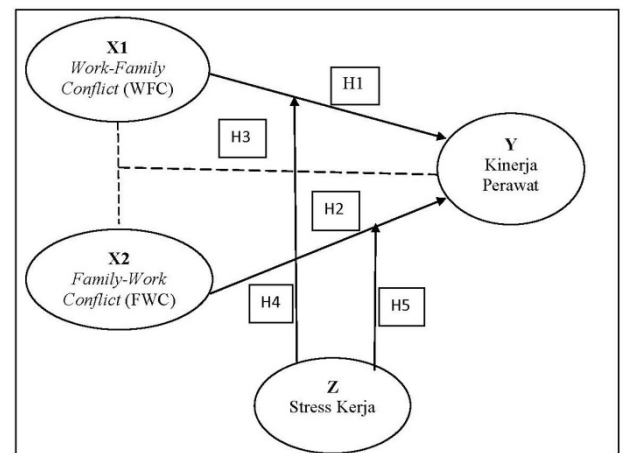 X1
Work-Family
Conflict (WFC)
H1
H3
Y
Kinerja
Perawat
H2
X2
Family-Work
Conflict (FWC)
H4
H5
Z
Stress Kerja